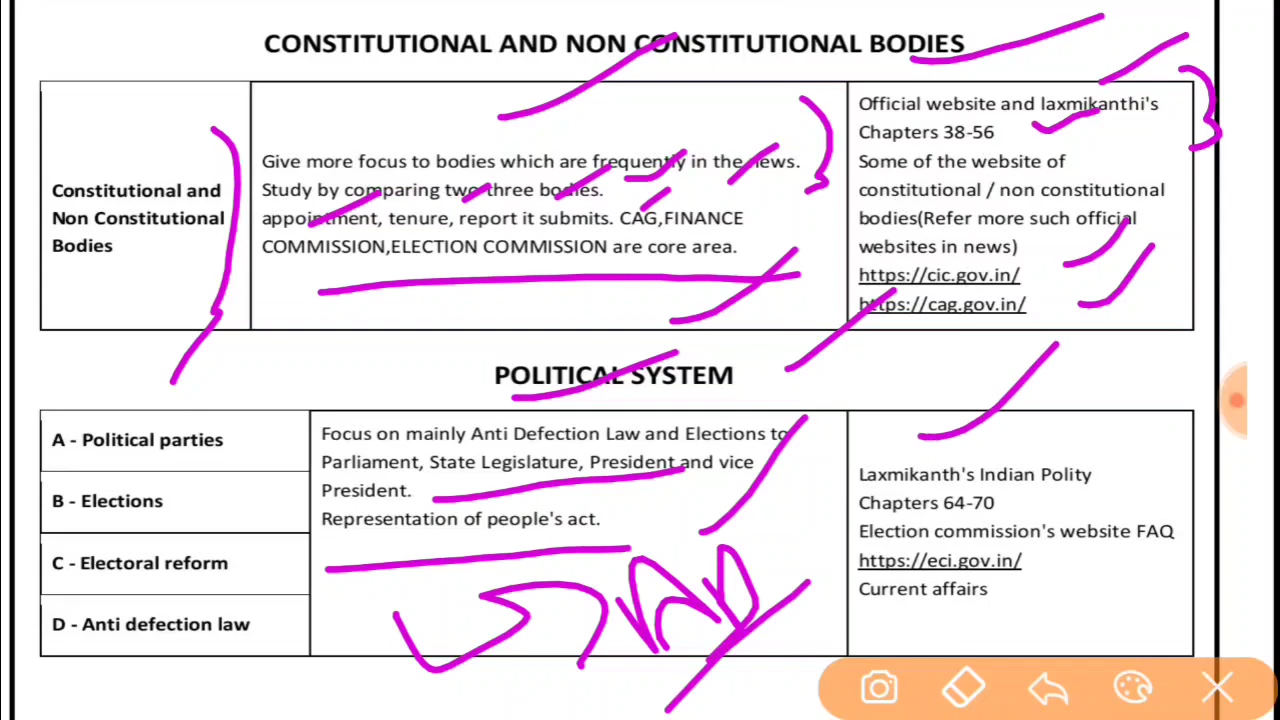 CONSTITUTIONAL AND NON CONSTITUTIONAL BODIES
Constitutional and
Non Constitutional
Bodies
Give more focus to bodies which are frequently in the news.
Study by comparing two three bodies.
appointment, tenure, report it submits. CAG,FINANCE
COMMISSION,ELECTION COMMISSION are core area.
Official website and laxmikanthi's
Chapters 38-56
Some of the website of
constitutional / non constitutional
bodies(Refer more such official
websites in news)
https://cic.gov.in/
https://cag.gov.in/
POLITICAL SYSTEM
A - Political parties
B - Elections
C - Electoral reform
D - Anti defection law
Focus on mainly Anti Defection Law and Elections to
Parliament, State Legislature, President and vice
President.
Representation of people's act.
Laxmikanth's Indian Polity
Chapters 64-70
Election commission's website FAQ
https://eci.gov.in/
Current affairs